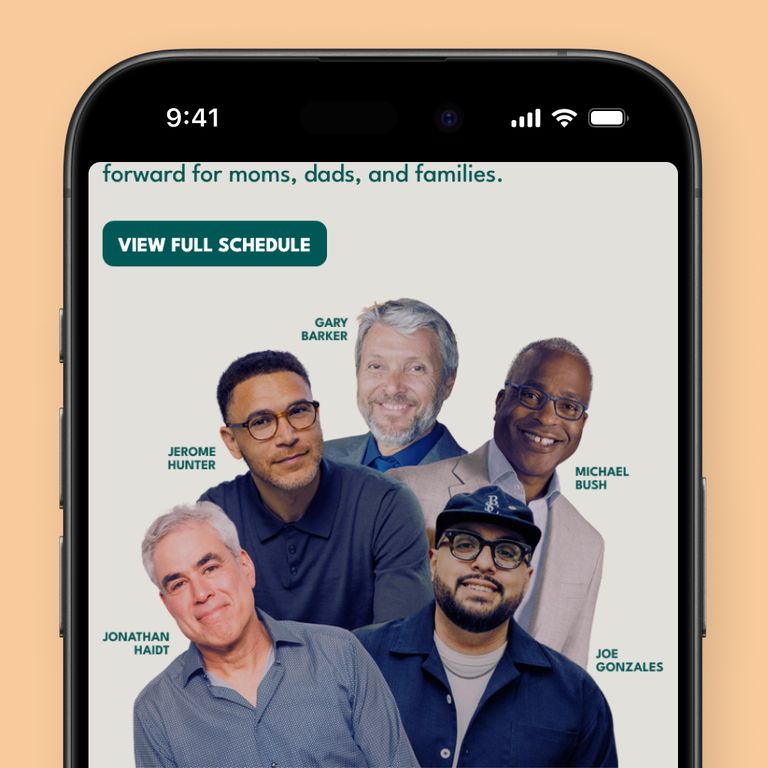 9:41
forward for moms, dads, and families.
VIEW FULL SCHEDULE
GARY
BARKER
JEROME
HUNTER
MICHAEL
BUSH
JONATHAN
HAIDT
JOE
GONZALES